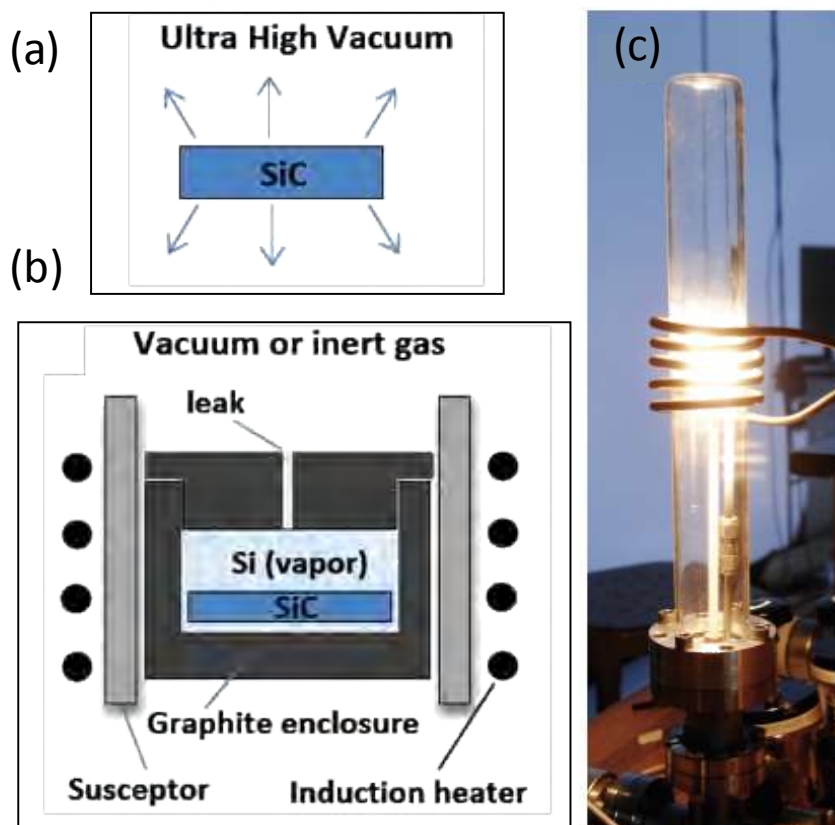 (a)
Ultra High Vacuum
SiC
(b)
Vacuum or inert gas
leak
Si (vapor)
SiC
Graphite enclosure
Susceptor
Induction heater
(c)